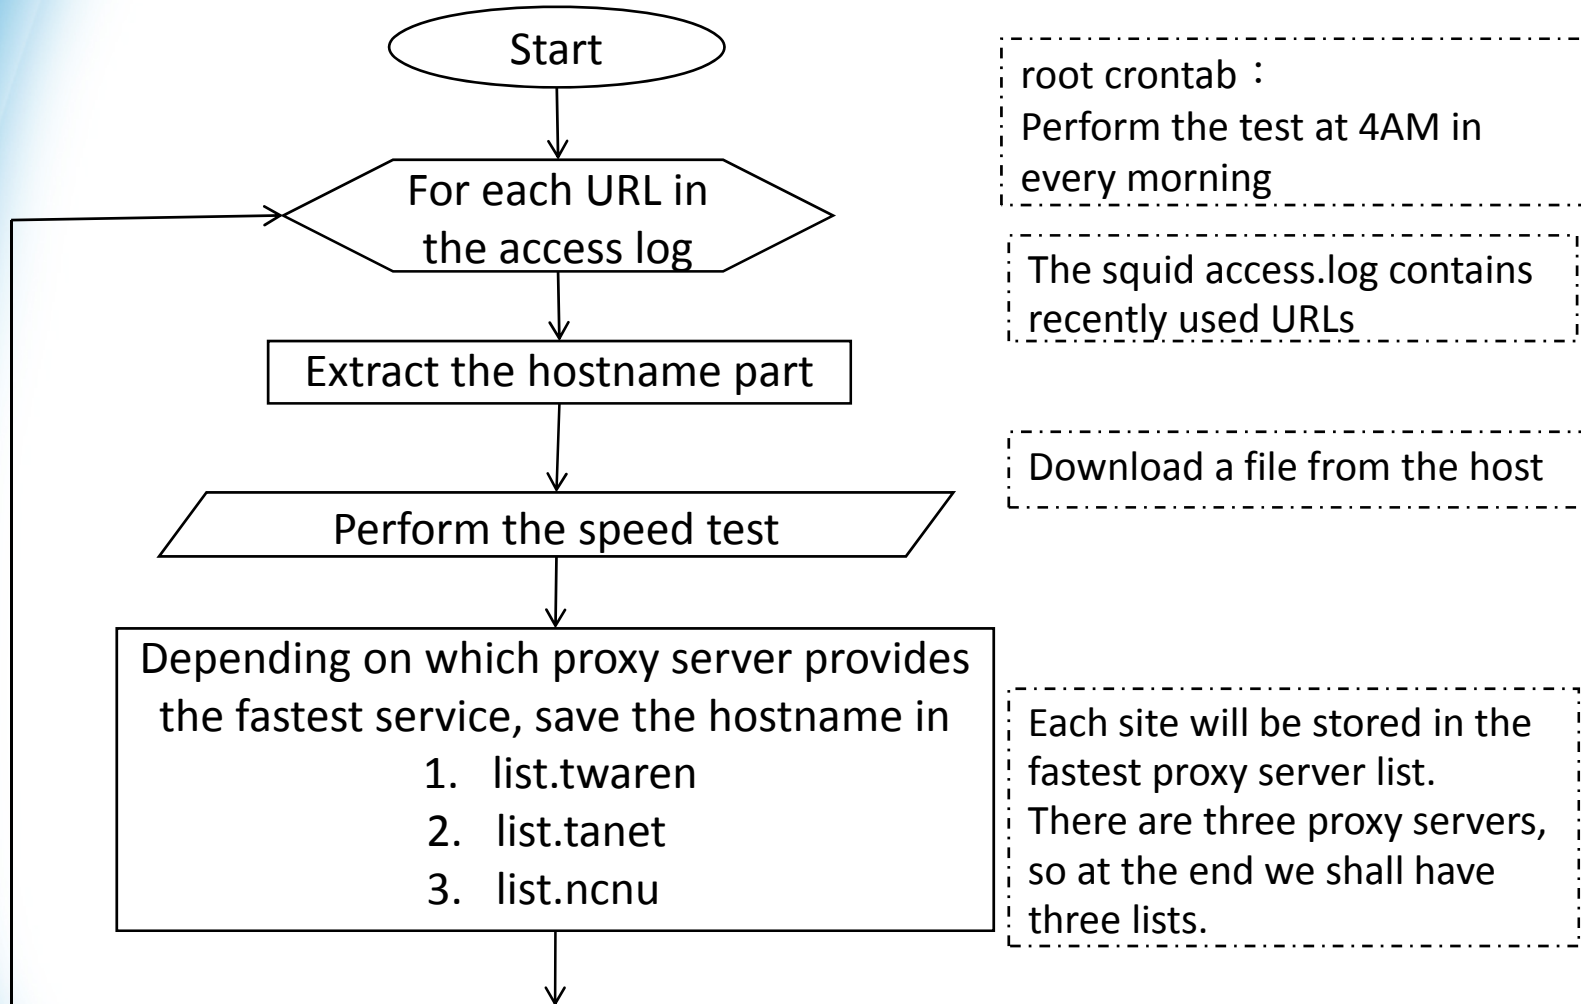 Start
For each URL in
the access log
Extract the hostname part
Perform the speed test
Depending on which proxy server provides
the fastest service, save the hostname in
1. list.twaren
2. list.tanet
3. list.ncnu
root crontab：
Perform the test at 4AM in
every morning
The squid access.log contains
recently used URLs
Download a file from the host
Each site will be stored in the
fastest proxy server list.
There are three proxy servers,
so at the end we shall have
three lists.